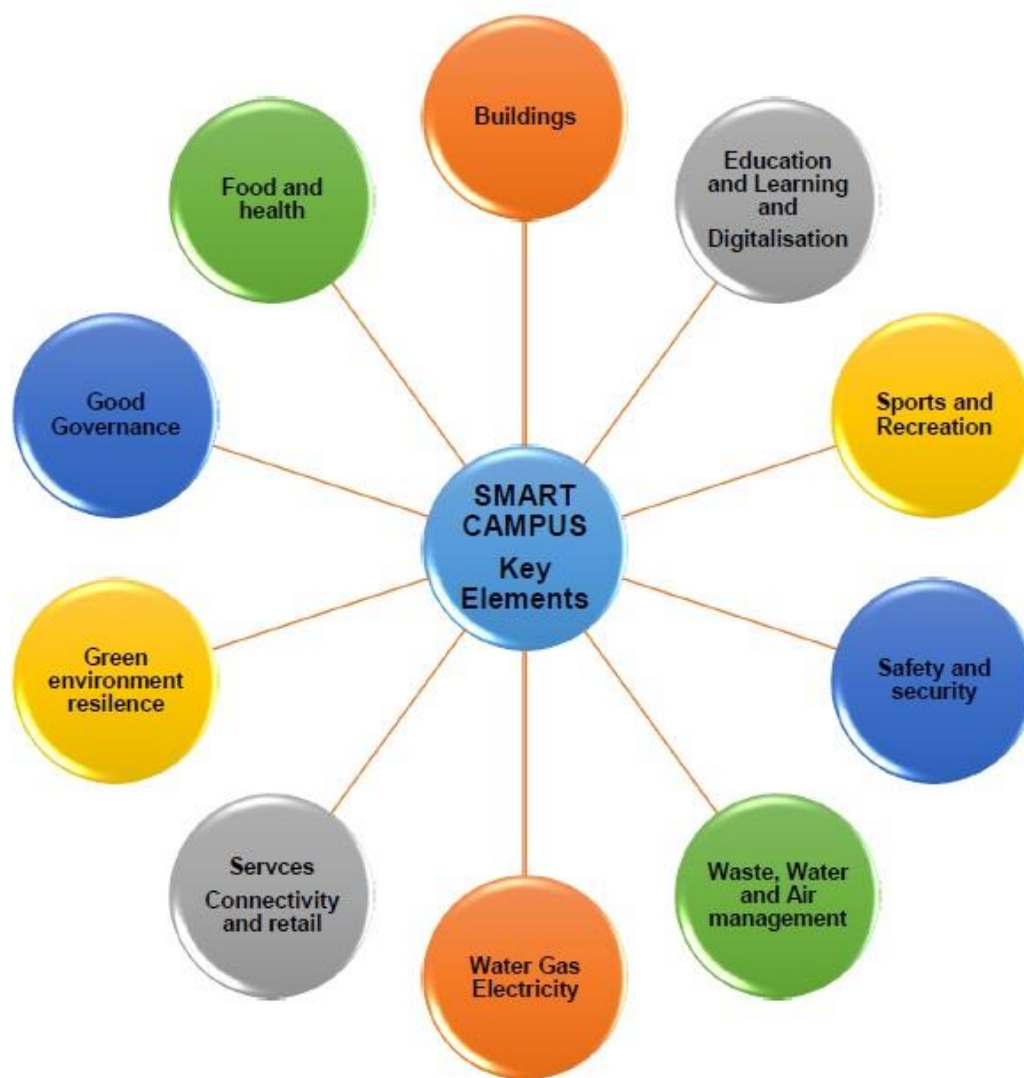 Buildings
Education
and Learning
and
Digitalisation
Food and
health
Sports and
Recreation
Good
Governance
SMART
CAMPUS
Key
Elements
Safety and
security
Green
environment
resilence
Waste, Water
and Air
management
Servces
Connectivity
and retail
Water Gas
Electricity